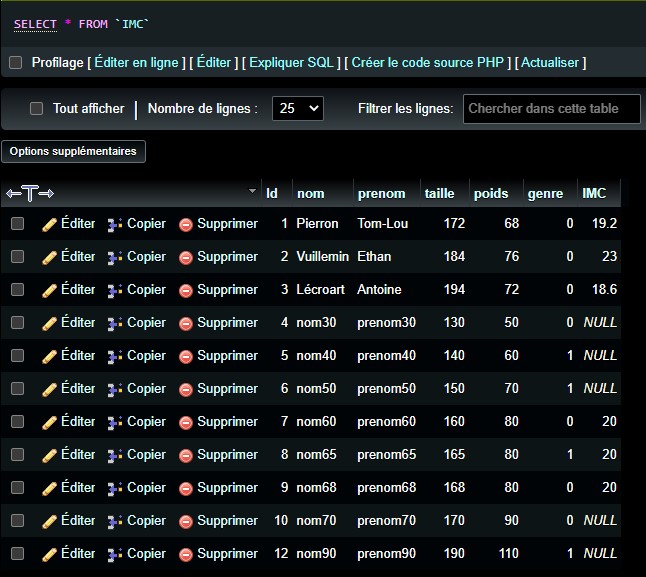 SELECT * FROM `IMC`
Profilage [ Éditer en ligne ] [ Éditer ] [ Expliquer SQL ] [ Créer le code source PHP ] [ Actualiser ]
Tout afficher Nombre de lignes : 25 Filtrer les lignes: Chercher dans cette table
Options supplémentaires
Id nom prenom taille poids genre IMC
Éditer Copier Supprimer 1 Pierron Tom-Lou 172 68 0 19.2
Éditer Copier Supprimer 2 Vuillemin Ethan 184 76 0 23
Éditer Copier Supprimer 3 Lécroart Antoine 194 72 0 18.6
Éditer Copier Supprimer 4 nom30 prenom30 130 50 0 NULL
Éditer Copier Supprimer 5 nom40 prenom40 140 60 1 NULL
Éditer Copier Supprimer 6 nom50 prenom50 150 70 1 NULL
Éditer Copier Supprimer 7 nom60 prenom60 160 80 0 20
Éditer Copier Supprimer 8 nom65 prenom65 165 80 1 20
Éditer Copier Supprimer 9 nom68 prenom68 168 80 0 20
Éditer Copier Supprimer 10 nom70 prenom70 170 90 0 NULL
Éditer Copier Supprimer 12 nom90 prenom90 190 110 1 NULL